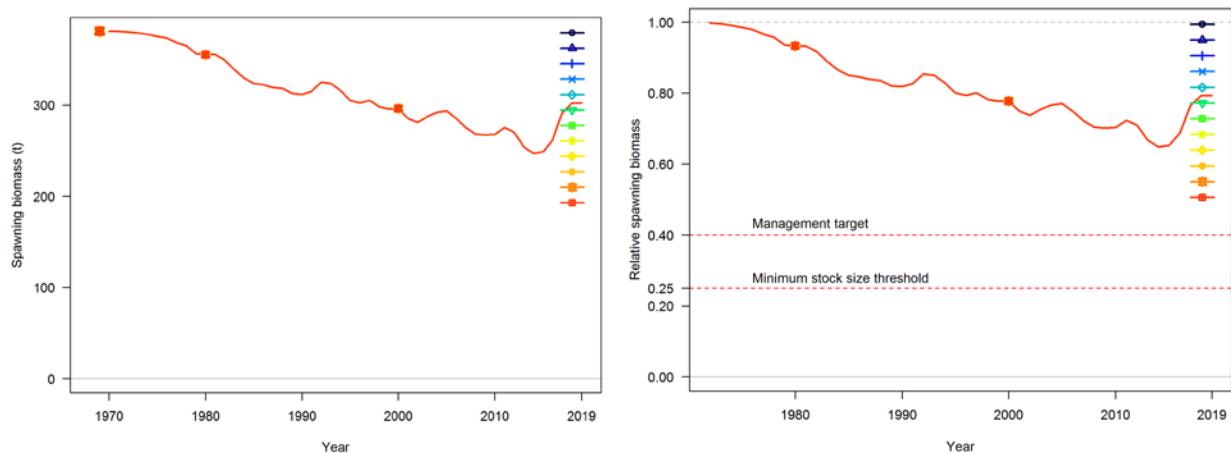 Spawning biomass (t)
300
200
100
0
1970 1980 1990 2000 2010 2019
Year
Relative spawning biomass
1.00
0.80
0.60
0.40
0.25
0.20
0.00
Management target
Minimum stock size threshold
1980 1990 2000 2010 2019
Year